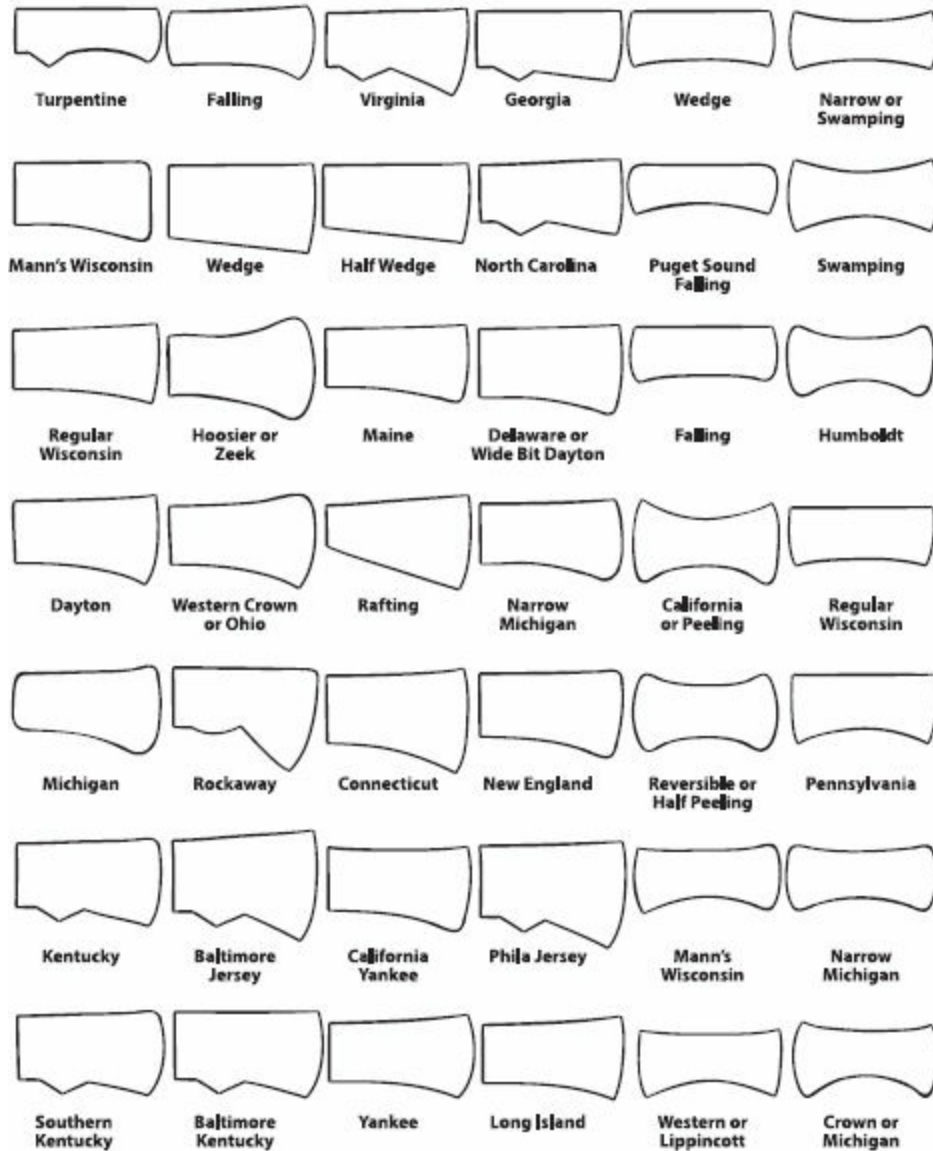 Turpentine
Falling
Virginia
Georgia
Wedge
Narrow or
Swamping
Mann's Wisconsin
Wedge
Half Wedge
North Carolina
Puget Sound
Falling
Swamping
Regular
Wisconsin
Hoosier or
Zeek
Maine
Delaware or
Wide Bit Dayton
Falling
Humboldt
Dayton
Western Crown
or Ohio
Rafting
Narrow
Michigan
California
or Peeling
Regular
Wisconsin
Michigan
Rockaway
Connecticut
New England
Reversible or
Half Peeling
Pennsylvania
Kentucky
Baltimore
Jersey
California
Yankee
Phila Jersey
Mann's
Wisconsin
Narrow
Michigan
Southern
Kentucky
Baltimore
Kentucky
Yankee
Long Island
Western or
Lippincott
Crown or
Michigan